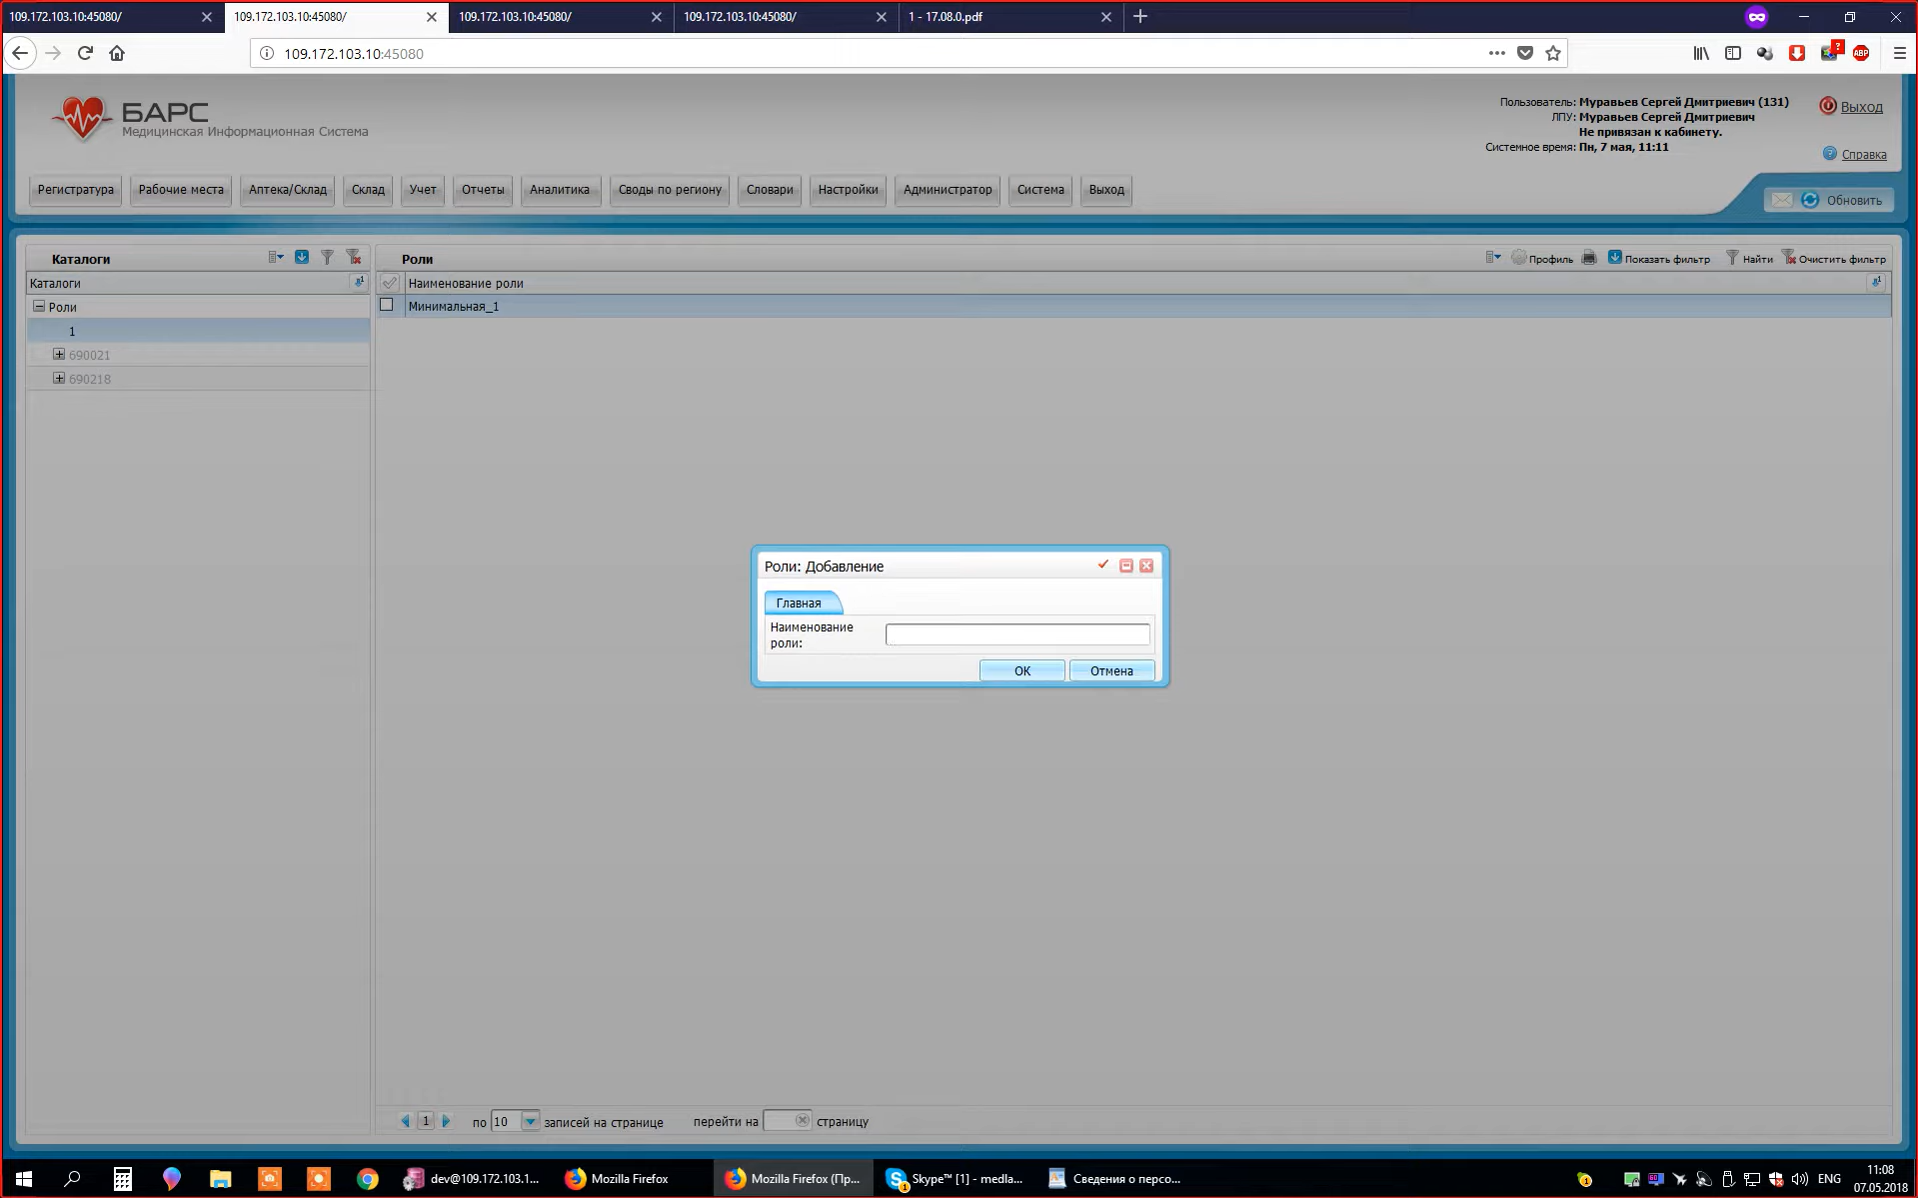 109.172.103.10:45080/
109.172.103.10:45080/
109.172.103.10:45080/
109.172.103.10:45080/
1 - 17.08.0.pdf
109.172.103.10:45080
ABP
БАРС
Медицинская Информационная Система
Пользователь: Муравьев Сергей Дмитриевич (131)
ЛПУ: Муравьев Сергей Дмитриевич
Не привязан к кабинету.
Системное время: Пн, 7 мая, 11:11
Выход
Справка
Регистратура
Рабочие места
Аптека/Склад
Склад
Учет
Отчеты
Аналитика
Своды по региону
Словари
Настройки
Администратор
Система
Выход
Обновить
Каталоги
Каталоги
Роли
1
690021
690218
Роли
Профиль
Показать фильтр
Найти
Очистить фильтр
Наименование роли
Минимальная_1
Роли: Добавление
Главная
Наименование
роли:
ОК
Отмена
1
по 10 записей на странице
перейти на страницу
dev@109.172.103.1...
Mozilla Firefox
Mozilla Firefox (Пр...
Skype™ [1] - medla...
Сведения о персо...
ENG
11:08
07.05.2018